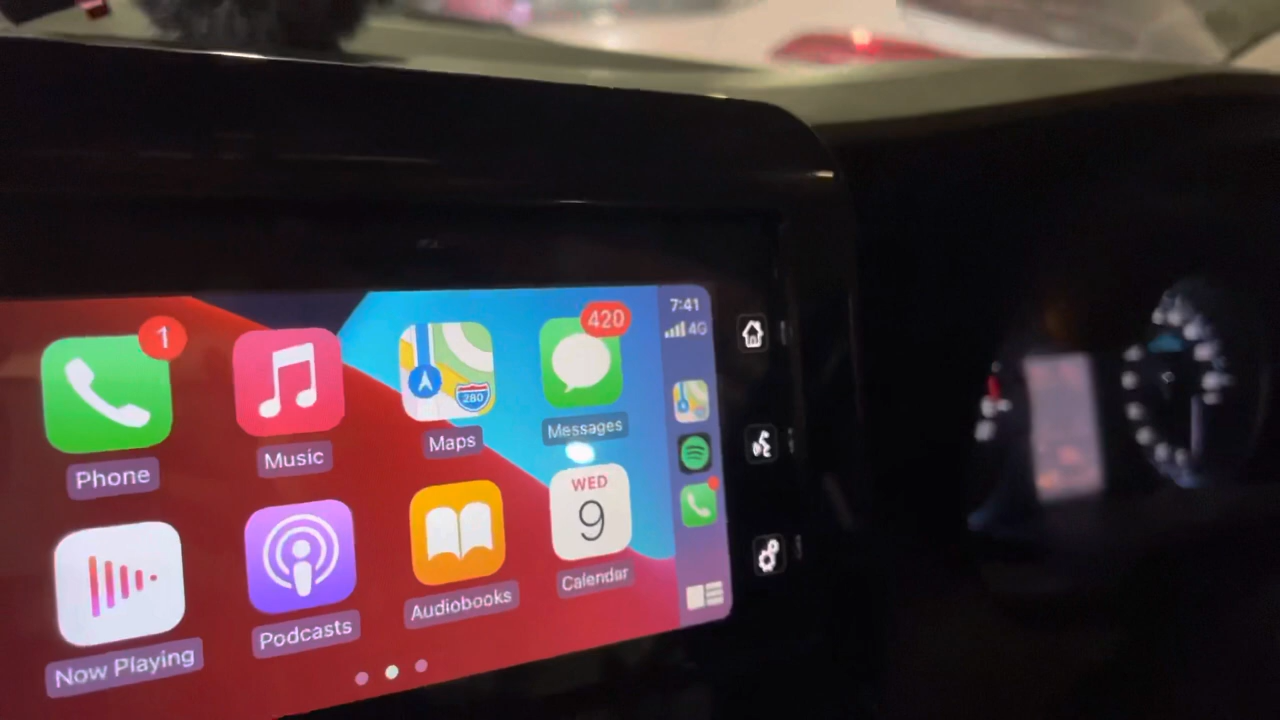 7:41
4G
1
420
280
Phone
Music
Maps
Messages
WED
9
Now Playing
Podcasts
Audiobooks
Calendar